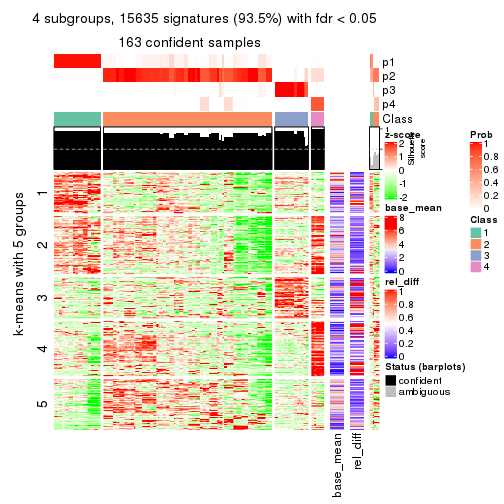 4 subgroups, 15635 signatures (93.5%) with fdr < 0.05
163 confident samples
p1
p2
p3
p4
Class
1
Silhouette
score
k-means with 5 groups
1
2
3
4
5
base_mean
rel_diff
z-score
2
1
0
-1
-2
base_mean
8
6
4
2
0
rel_diff
1
0.8
0.6
0.4
0.2
0
Status (barplots)
confident
ambiguous
Prob
1
0.8
0.6
0.4
0.2
0
Class
1
2
3
4